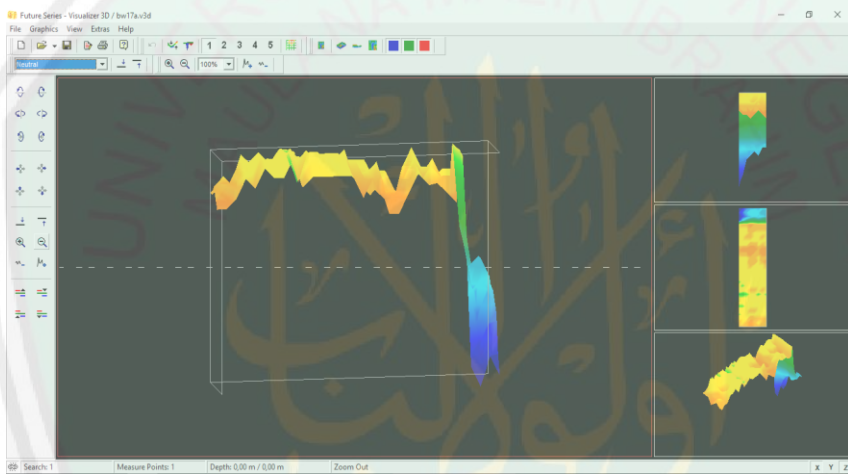 Future Series - Visualizer 3D / bw17a.v3d
File Graphics View Extras Help
1 2 3 4 5
Neutral 100%
Search: 1 Measure Points: 1 Depth: 0,00 m / 0,00 m Zoom Out X Y Z